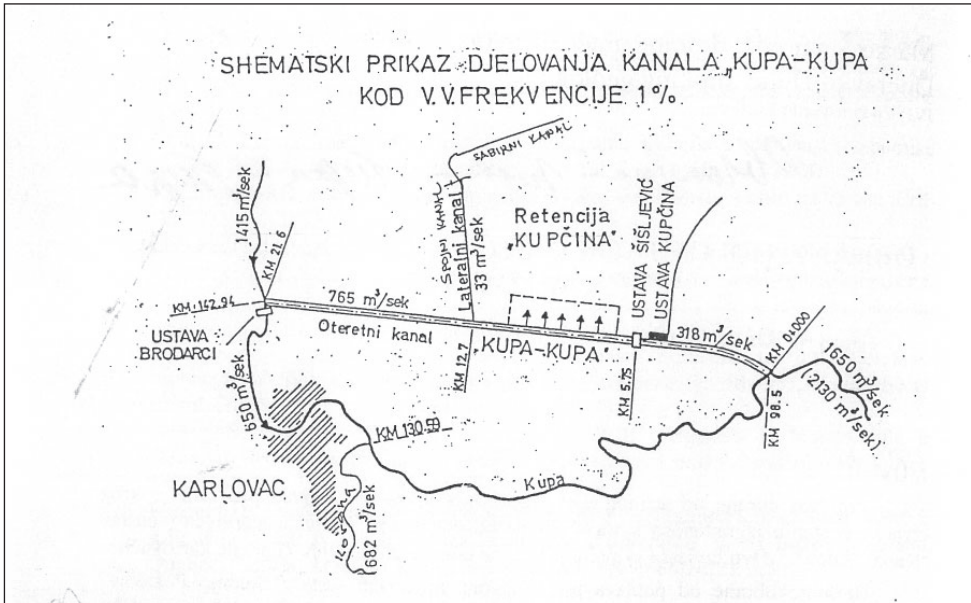 SHEMATSKI PRIKAZ DJELOVANJA KANALA „KUPA-KUPA
KOD V.V.FREKVENCIJE 1%
SABIRNI KANAL
SPOJNI KANAL
Lateralni kanal
33 m³/sek
Retencija
"KUPČINA"
USTAVA ŠIŠLJEVIĆ
USTAVA KUPČINA
1415 m³/sek
KM 21.6
KM.142.94
765 m³/sek
Oteretni kanal
"KUPA-KUPA"
318 m³/sek
KM 0+000
1650 m³/sek
(2130 m³/sek)
USTAVA
BRODARCI
KM 12.7
KM 5.75
KM 98.5
650 m³/sek
KM 130.59
Kupa
KARLOVAC
682 m³/sek